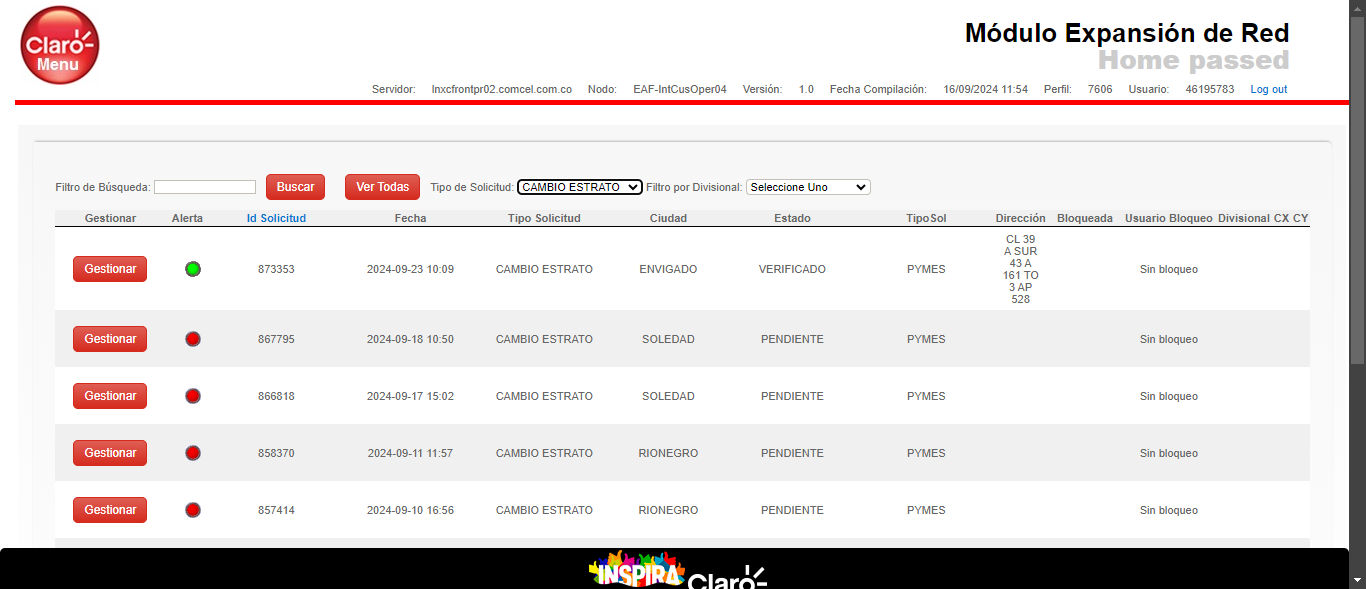 Claro
Menu
Módulo Expansión de Red
Home passed
Servidor: lnxcfrontpr02.comcel.com.co Nodo: EAF-IntCusOper04 Versión: 1.0 Fecha Compilación: 16/09/2024 11:54 Perfil: 7606 Usuario: 46195783 Log out
Filtro de Búsqueda: Buscar Ver Todas Tipo de Solicitud: CAMBIO ESTRATO Filtro por Divisional: Seleccione Uno
Gestionar Alerta Id Solicitud Fecha Tipo Solicitud Ciudad Estado TipoSol Dirección Bloqueada Usuario Bloqueo Divisional CX CY
Gestionar 873353 2024-09-23 10:09 CAMBIO ESTRATO ENVIGADO VERIFICADO PYMES CL 39 Sin bloqueo
A SUR
43 A
161 TO
3 AP
528
Gestionar 867795 2024-09-18 10:50 CAMBIO ESTRATO SOLEDAD PENDIENTE PYMES Sin bloqueo
Gestionar 866818 2024-09-17 15:02 CAMBIO ESTRATO SOLEDAD PENDIENTE PYMES Sin bloqueo
Gestionar 858370 2024-09-11 11:57 CAMBIO ESTRATO RIONEGRO PENDIENTE PYMES Sin bloqueo
Gestionar 857414 2024-09-10 16:56 CAMBIO ESTRATO RIONEGRO PENDIENTE PYMES Sin bloqueo
INSPIRA Claro